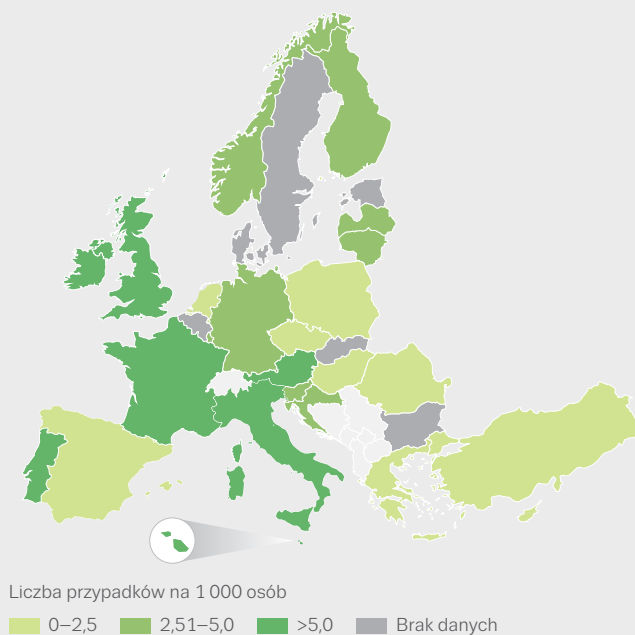 Liczba przypadków na 1 000 osób
0–2,5 2,51–5,0 >5,0 Brak danych